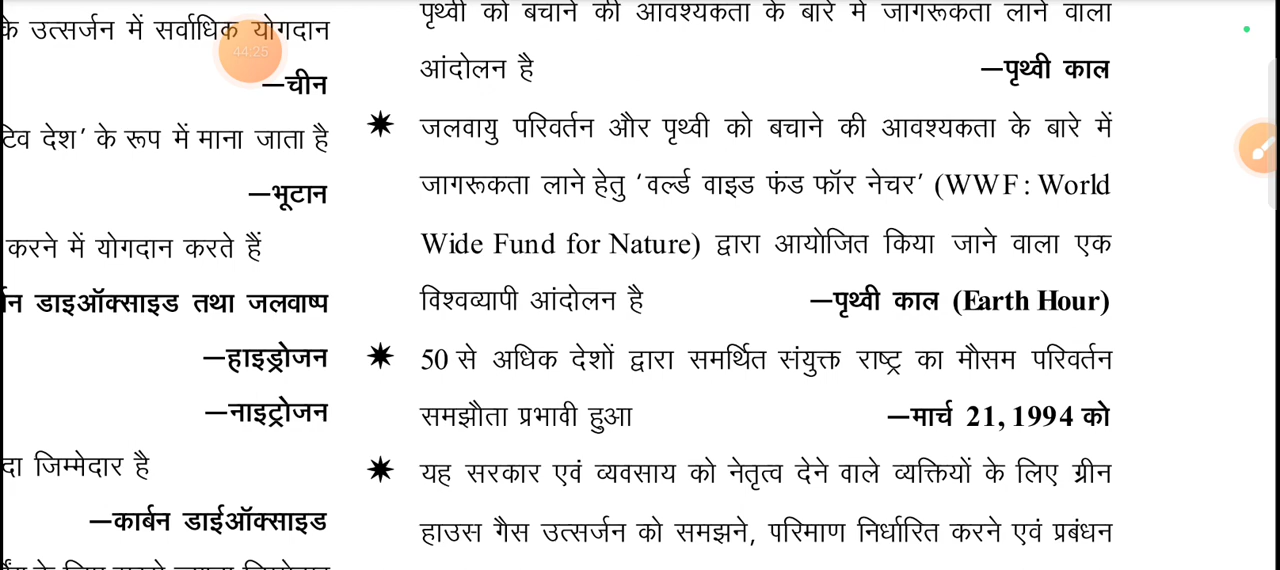 के उत्सर्जन में सर्वाधिक योगदान
44:25
—चीन
टिव देश’ के रूप में माना जाता है
—भूटान
करने में योगदान करते हैं
र्बन डाइऑक्साइड तथा जलवाष्प
—हाइड्रोजन
—नाइट्रोजन
दा जिम्मेदार है
—कार्बन डाईऑक्साइड
पृथ्वी को बचाने की आवश्यकता के बारे में जागरूकता लाने वाला
आंदोलन है —पृथ्वी काल
✷ जलवायु परिवर्तन और पृथ्वी को बचाने की आवश्यकता के बारे में
जागरूकता लाने हेतु ‘वर्ल्ड वाइड फंड फॉर नेचर’ (WWF : World
Wide Fund for Nature) द्वारा आयोजित किया जाने वाला एक
विश्वव्यापी आंदोलन है —पृथ्वी काल (Earth Hour)
✷ 50 से अधिक देशों द्वारा समर्थित संयुक्त राष्ट्र का मौसम परिवर्तन
समझौता प्रभावी हुआ —मार्च 21, 1994 को
✷ यह सरकार एवं व्यवसाय को नेतृत्व देने वाले व्यक्तियों के लिए ग्रीन
हाउस गैस उत्सर्जन को समझने, परिमाण निर्धारित करने एवं प्रबंधन